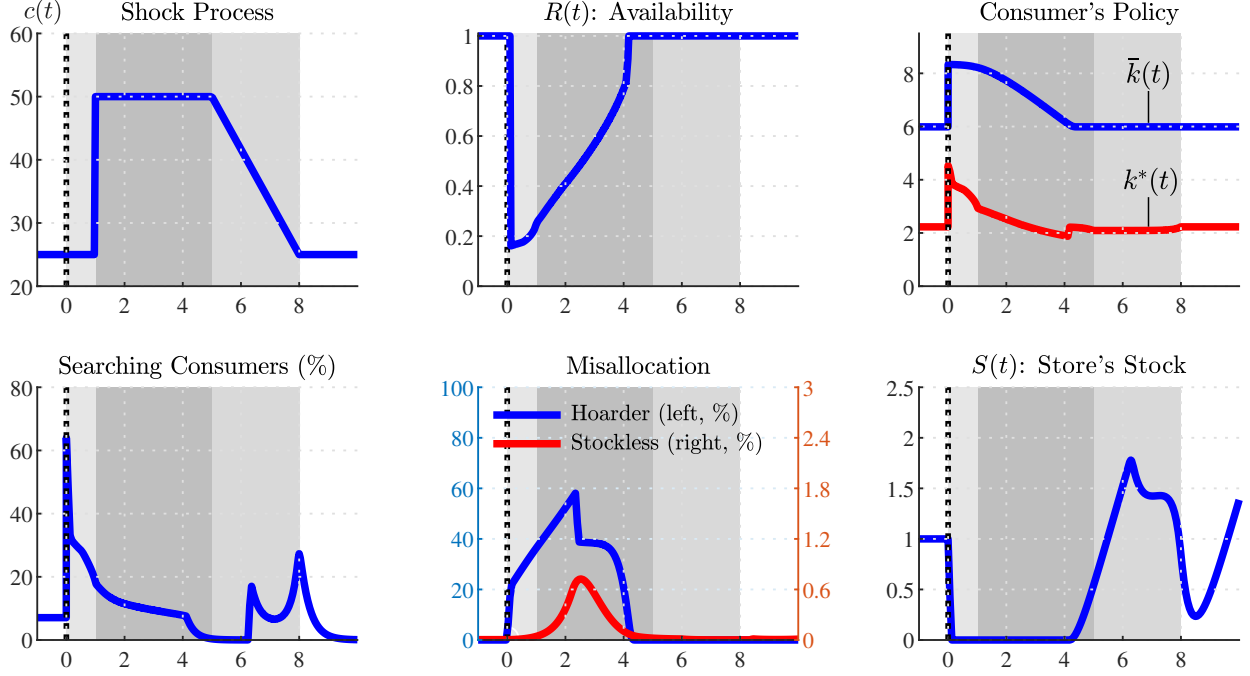 c(t) Shock Process
60
50
40
30
20
0 2 4 6 8
R(t): Availability
1
0.8
0.6
0.4
0.2
0
0 2 4 6 8
Consumer's Policy
8
6
4
2
0
k̄(t)
k*(t)
0 2 4 6 8
Searching Consumers (%)
80
60
40
20
0
0 2 4 6 8
Misallocation
100
80
60
40
20
0
Hoarder (left, %)
Stockless (right, %)
3
2.4
1.8
1.2
0.6
0
0 2 4 6 8
S(t): Store's Stock
2.5
2
1.5
1
0.5
0
0 2 4 6 8